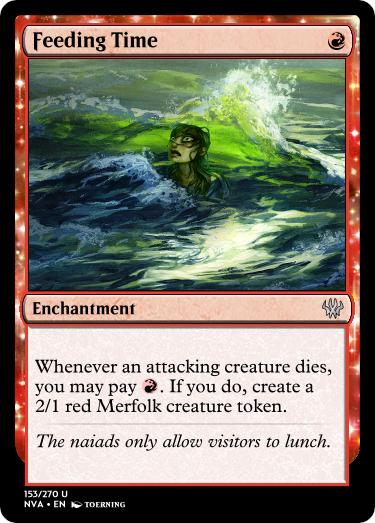 Feeding Time
Enchantment
Whenever an attacking creature dies,
you may pay. If you do, create a
2/1 red Merfolk creature token.
The naiads only allow visitors to lunch.
153/270 U
NVA • EN TOERNING